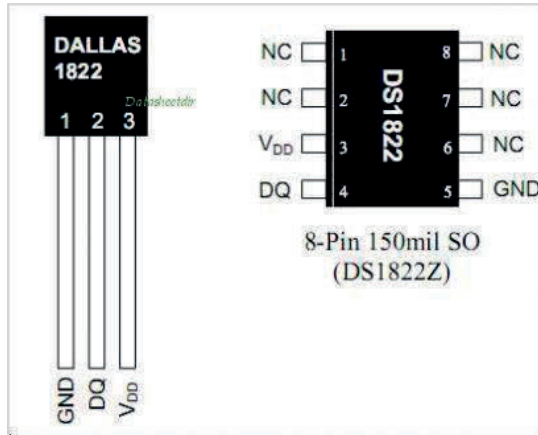 DALLAS
1822
Datasheetdir
1 2 3
GND DQ VDD
NC 1 8 NC
NC 2 7 NC
VDD 3 6 NC
DQ 4 5 GND
DS1822
8-Pin 150mil SO
(DS1822Z)